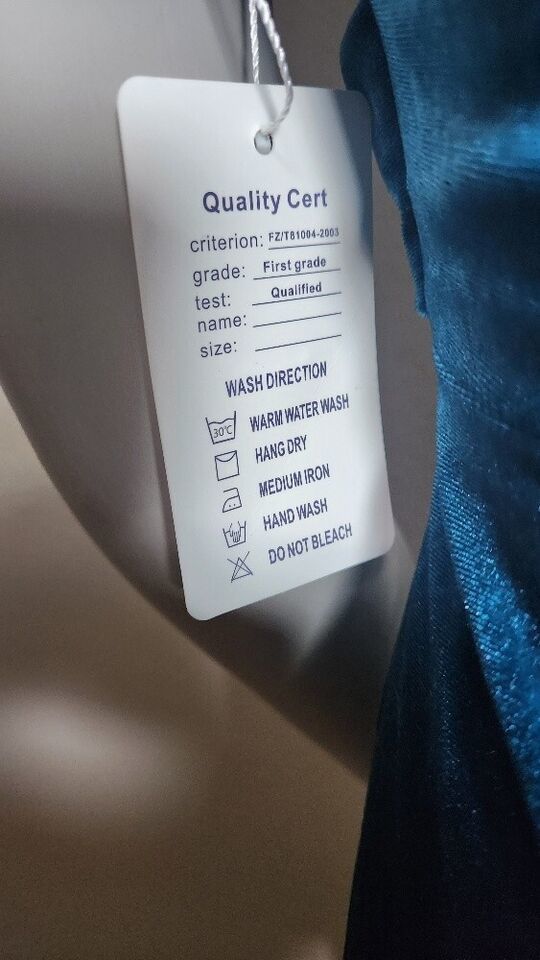 Quality Cert
criterion: FZ/T81004-2003
grade: First grade
test: Qualified
name:
size:
WASH DIRECTION
30°C WARM WATER WASH
HANG DRY
MEDIUM IRON
HAND WASH
DO NOT BLEACH